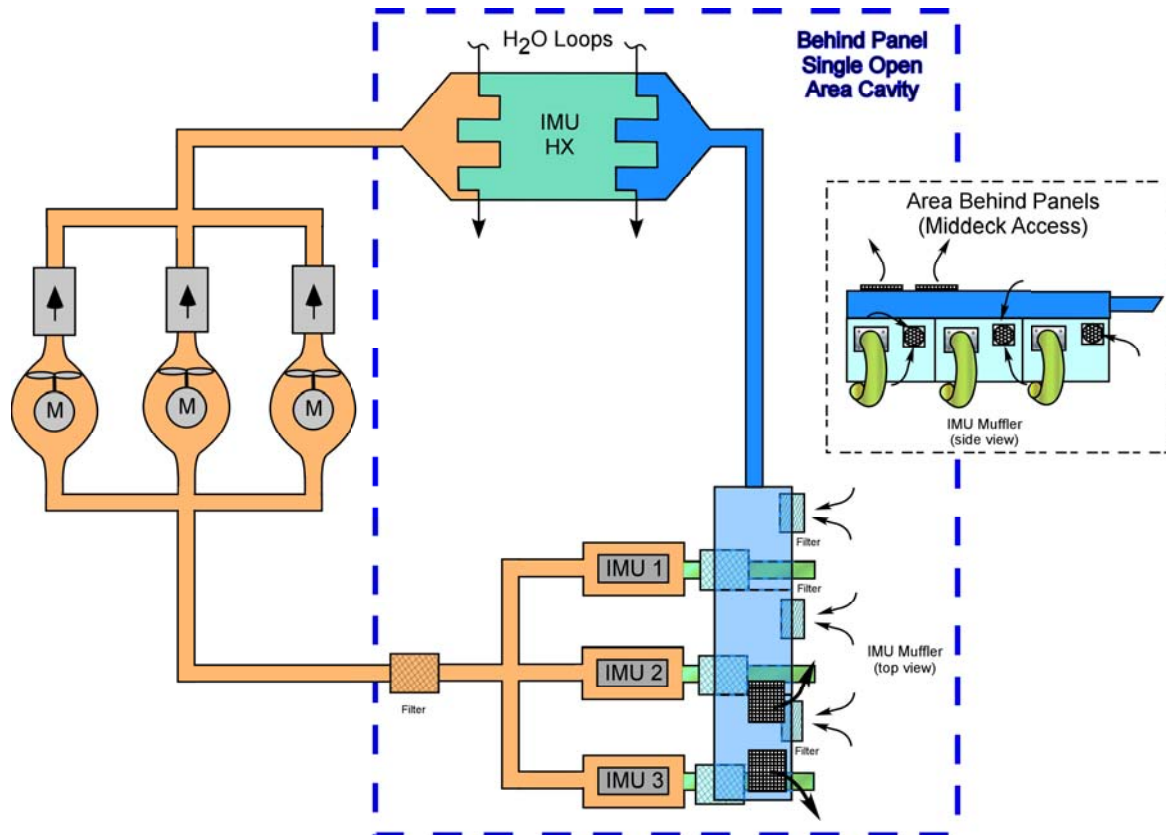 H2O Loops
Behind Panel
Single Open
Area Cavity
IMU
HX
Area Behind Panels
(Middeck Access)
M
M
M
IMU Muffler
(side view)
Filter
IMU 1
Filter
IMU 2
IMU Muffler
(top view)
Filter
Filter
IMU 3